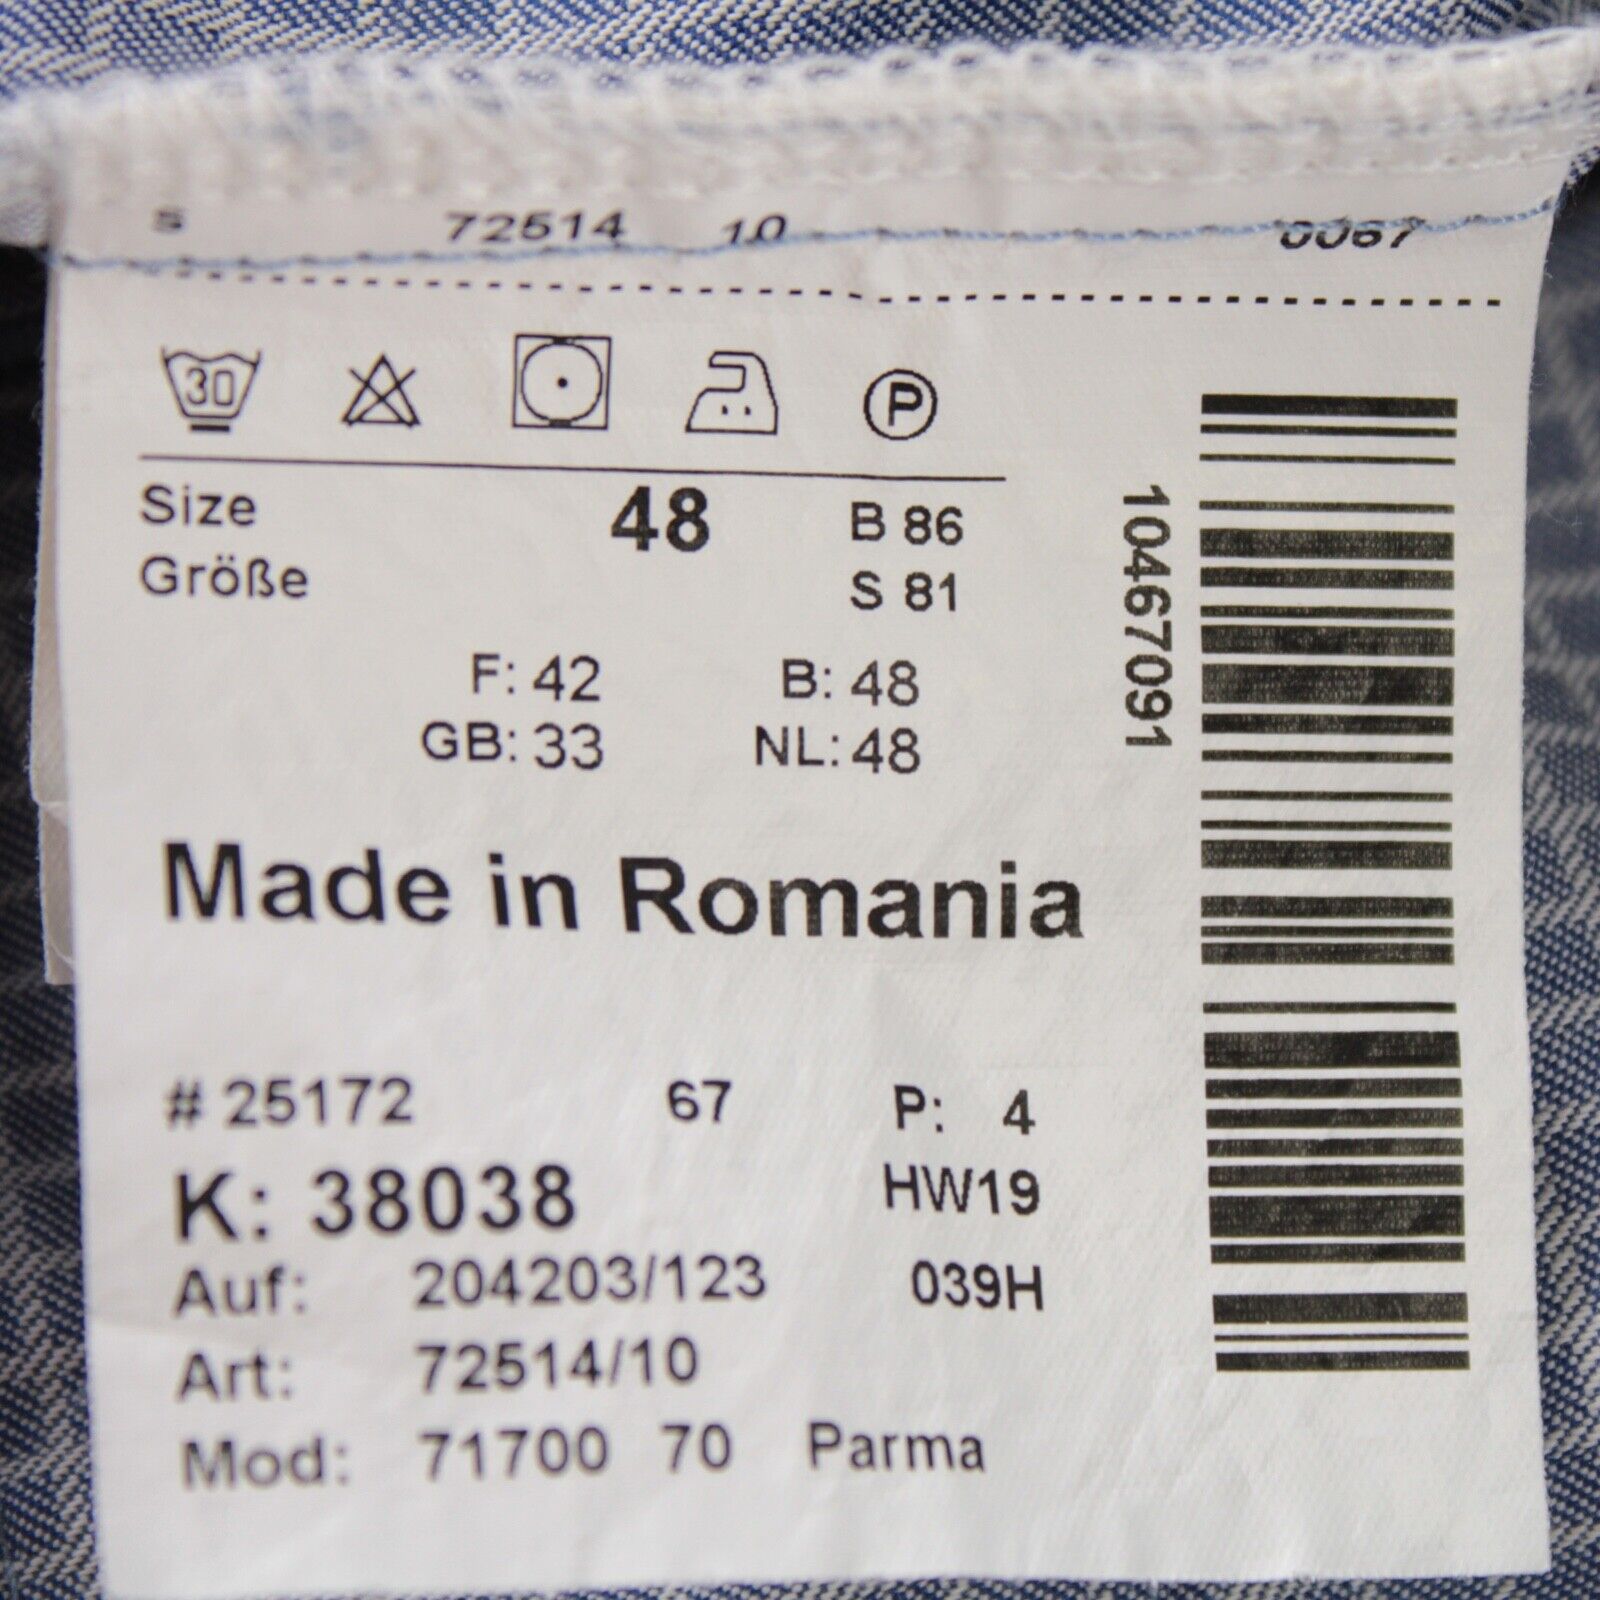 S 72514 10 0067
30 P
Size 48 B 86
Größe S 81
F: 42 B: 48
GB: 33 NL: 48
Made in Romania
# 25172 67 P: 4
K: 38038 HW19
Auf: 204203/123 039H
Art: 72514/10
Mod: 71700 70 Parma
10467091